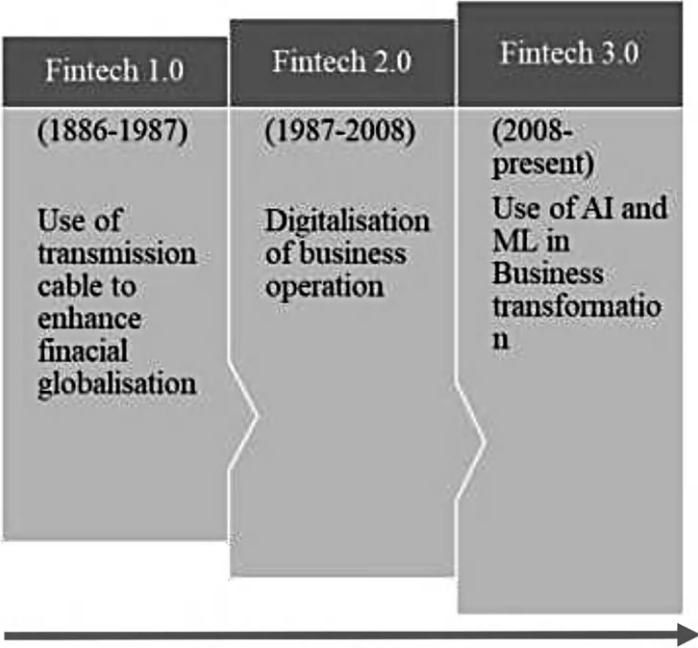 Fintech 1.0
(1886-1987)
Use of
transmission
cable to
enhance
finacial
globalisation
Fintech 2.0
(1987-2008)
Digitalisation
of business
operation
Fintech 3.0
(2008-
present)
Use of AI and
ML in
Business
transformatio
n